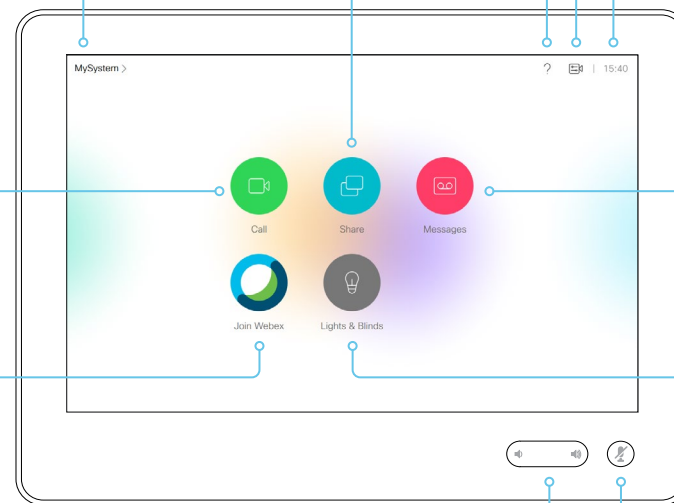 MySystem >
? | 15:40
Call
Share
Messages
Join Webex
Lights & Blinds